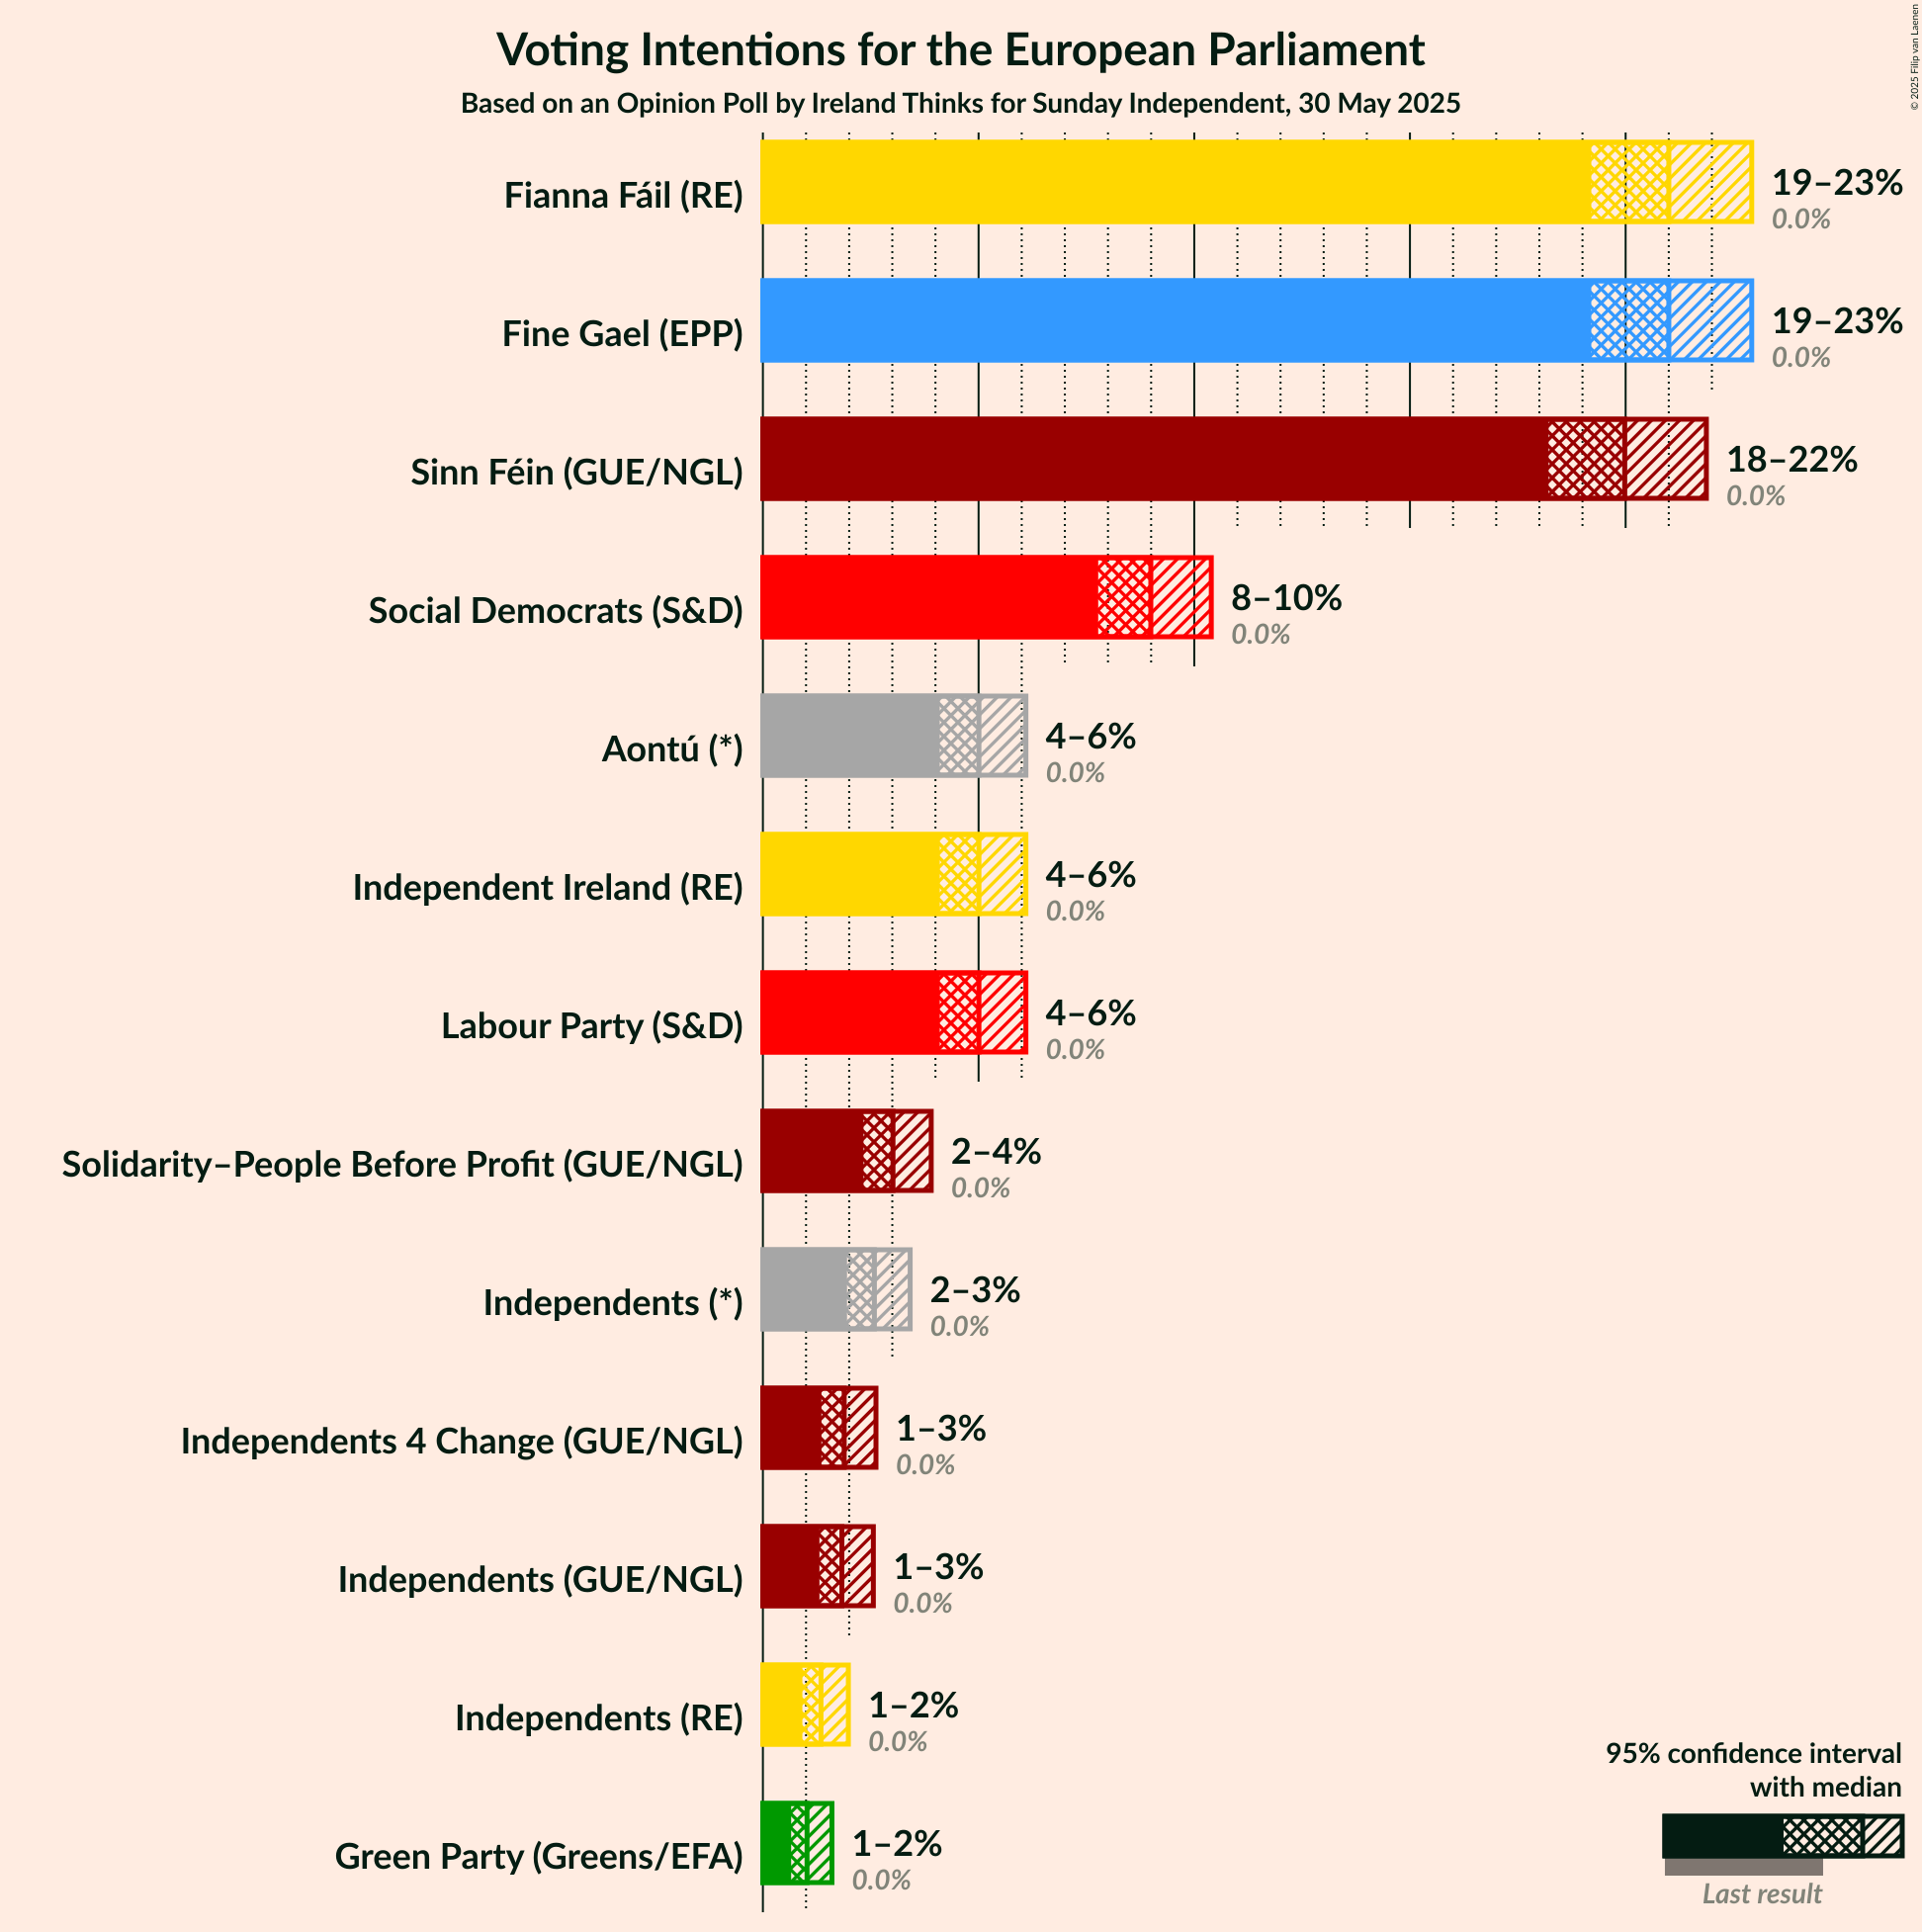 Voting Intentions for the European Parliament
Based on an Opinion Poll by Ireland Thinks for Sunday Independent, 30 May 2025
© 2025 Filip van Laenen
Fianna Fáil (RE)
19–23%
0.0%
Fine Gael (EPP)
19–23%
0.0%
Sinn Féin (GUE/NGL)
18–22%
0.0%
Social Democrats (S&D)
8–10%
0.0%
Aontú (*)
4–6%
0.0%
Independent Ireland (RE)
4–6%
0.0%
Labour Party (S&D)
4–6%
0.0%
Solidarity–People Before Profit (GUE/NGL)
2–4%
0.0%
Independents (*)
2–3%
0.0%
Independents 4 Change (GUE/NGL)
1–3%
0.0%
Independents (GUE/NGL)
1–3%
0.0%
Independents (RE)
1–2%
0.0%
Green Party (Greens/EFA)
1–2%
0.0%
95% confidence interval
with median
Last result